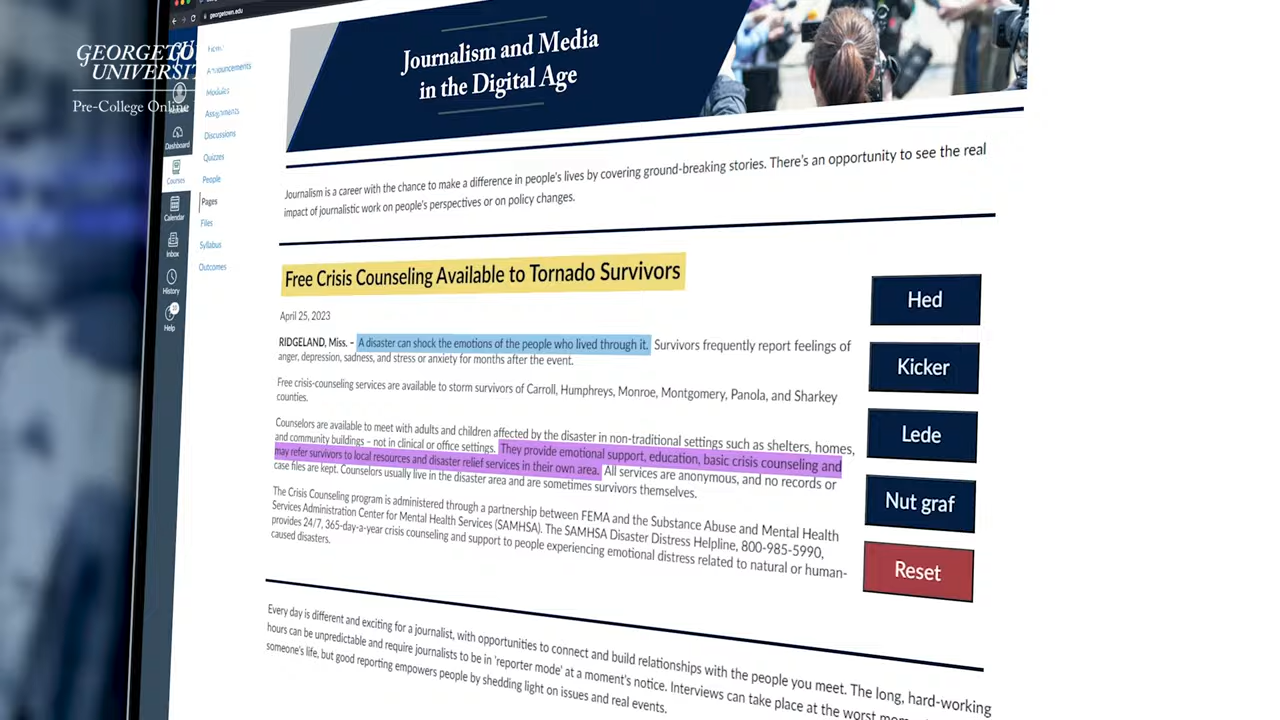 georgetown.edu
GEORGETOWN
UNIVERSITY
Pre-College Online
Home
Announcements
Modules
Assignments
Discussions
Quizzes
People
Pages
Files
Syllabus
Outcomes
Dashboard
Courses
Calendar
Inbox
History
Help
Journalism and Media
in the Digital Age
Journalism is a career with the chance to make a difference in people's lives by covering ground-breaking stories. There's an opportunity to see the real
impact of journalistic work on people's perspectives or on policy changes.
Free Crisis Counseling Available to Tornado Survivors
April 25, 2023
RIDGELAND, Miss. – A disaster can shock the emotions of the people who lived through it. Survivors frequently report feelings of
anger, depression, sadness, and stress or anxiety for months after the event.
Free crisis-counseling services are available to storm survivors of Carroll, Humphreys, Monroe, Montgomery, Panola, and Sharkey
counties.
Counselors are available to meet with adults and children affected by the disaster in non-traditional settings such as shelters, homes,
and community buildings – not in clinical or office settings. They provide emotional support, education, basic crisis counseling and
may refer survivors to local resources and disaster relief services in their own area. All services are anonymous, and no records or
case files are kept. Counselors usually live in the disaster area and are sometimes survivors themselves.
The Crisis Counseling program is administered through a partnership between FEMA and the Substance Abuse and Mental Health
Services Administration Center for Mental Health Services (SAMHSA). The SAMHSA Disaster Distress Helpline, 800-985-5990,
provides 24/7, 365-day-a-year crisis counseling and support to people experiencing emotional distress related to natural or human-
caused disasters.
Hed
Kicker
Lede
Nut graf
Reset
Every day is different and exciting for a journalist, with opportunities to connect and build relationships with the people you meet. The long, hard-working
hours can be unpredictable and require journalists to be in 'reporter mode' at a moment's notice. Interviews can take place at the worst
someone's life, but good reporting empowers people by shedding light on issues and real events.